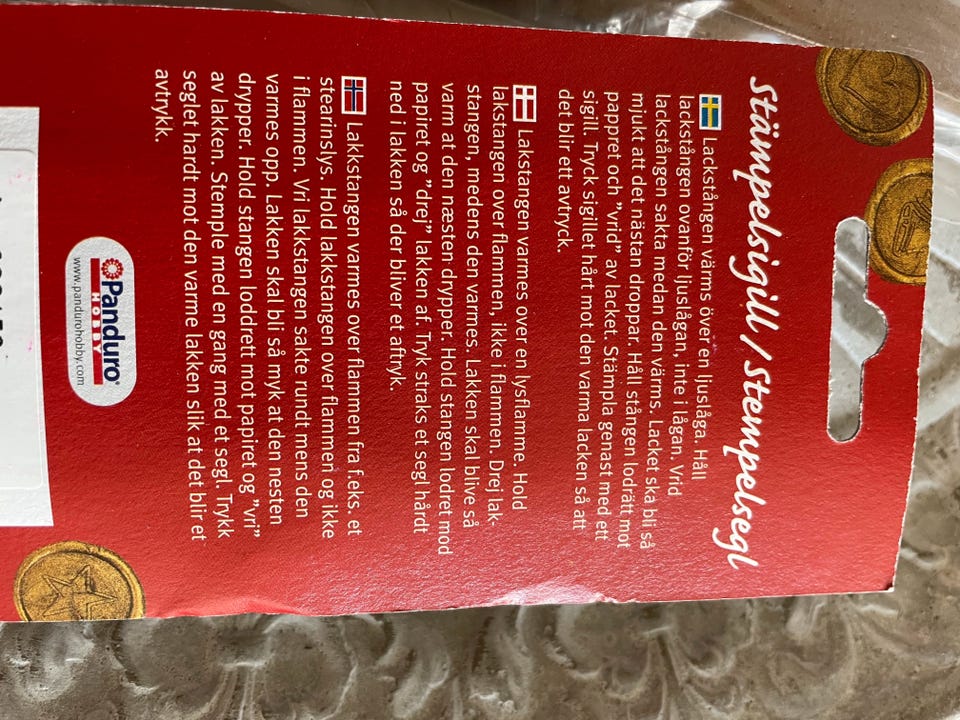 Stämpelsigill / Stempelsegl
Lackstången värms över en ljuslåga. Håll
lackstången ovanför ljuslågan, inte i lågan. Vrid
lackstången sakta medan den värms. Lacket ska bli så
mjukt att det nästan droppar. Håll stången lodrätt mot
pappret och "vrid" av lacket. Stämpla genast med ett
sigill. Tryck sigillet hårt mot den varma lacken så att
det blir ett avtryck.
Lakstangen varmes over en lysflamme. Hold
lakstangen over flammen, ikke i flammen. Drej lak-
stangen, medens den varmes. Lakken skal blive så
varm at den næsten drypper. Hold stangen lodret mod
papiret og "drej" lakken af. Tryk straks et segl hårdt
ned i lakken så der bliver et aftryk.
Lakkstangen varmes over flammen fra f.eks. et
stearinslys. Hold lakkstangen over flammen og ikke
i flammen. Vri lakkstangen sakte rundt mens den
varmes opp. Lakken skal bli så myk at den nesten
drypper. Hold stangen loddrett mot papiret og "vri"
av lakken. Stemple med en gang med et segl. Trykk
seglet hardt mot den varme lakken slik at det blir et
avtrykk.
Panduro®
HOBBY
www.pandurohobby.com